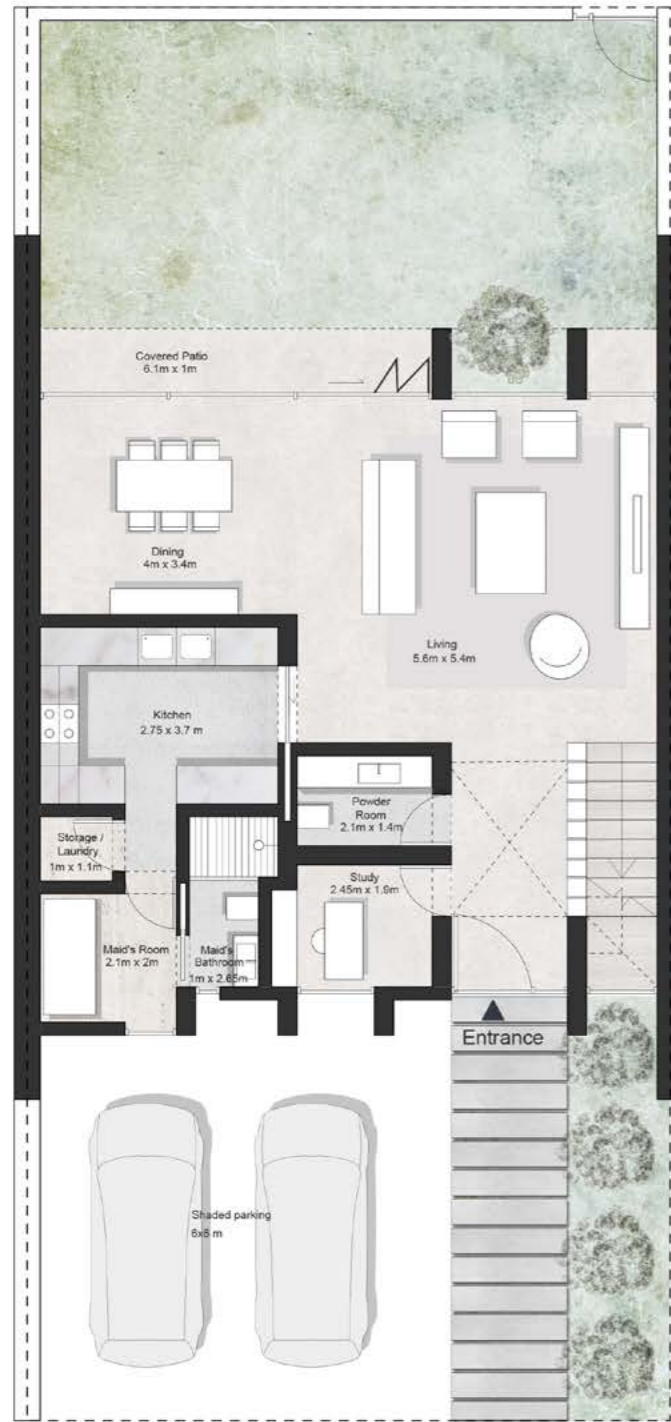 Covered Patio
6.1m x 1m
Dining
4m x 3.4m
Living
5.6m x 5.4m
Kitchen
2.75 x 3.7 m
Powder
Room
2.1m x 1.4m
Storage /
Laundry
1m x 1.1m
Study
2.45m x 1.9m
Maid's Room
2.1m x 2m
Maid's
Bathroom
1m x 2.65m
Entrance
Shaded parking
6x6 m